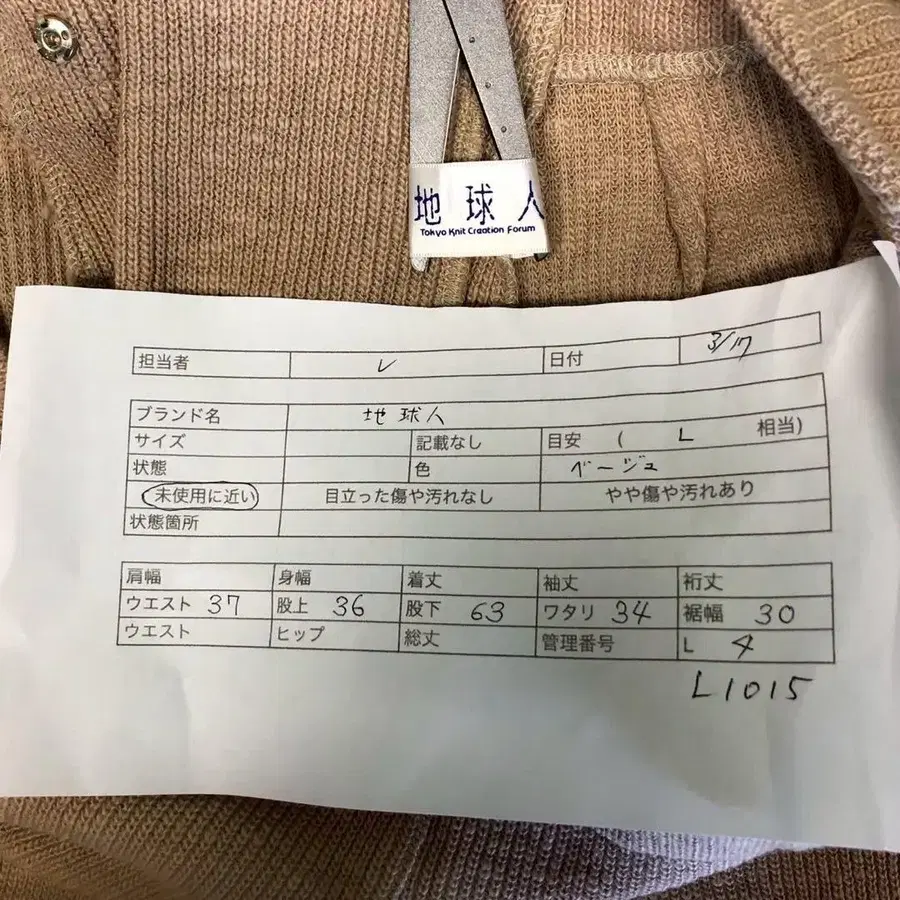 地球人
Tokyo Knit Creation Forum
担当者 レ 日付 3/17
ブランド名 地球人
サイズ 記載なし 目安 ( L 相当)
状態 色 ベージュ
未使用に近い 目立った傷や汚れなし やや傷や汚れあり
状態箇所
肩幅 身幅 着丈 袖丈 裄丈
ウエスト 37 股上 36 股下 63 ワタリ 34 裾幅 30
ウエスト ヒップ 総丈 管理番号 L 4
L1015